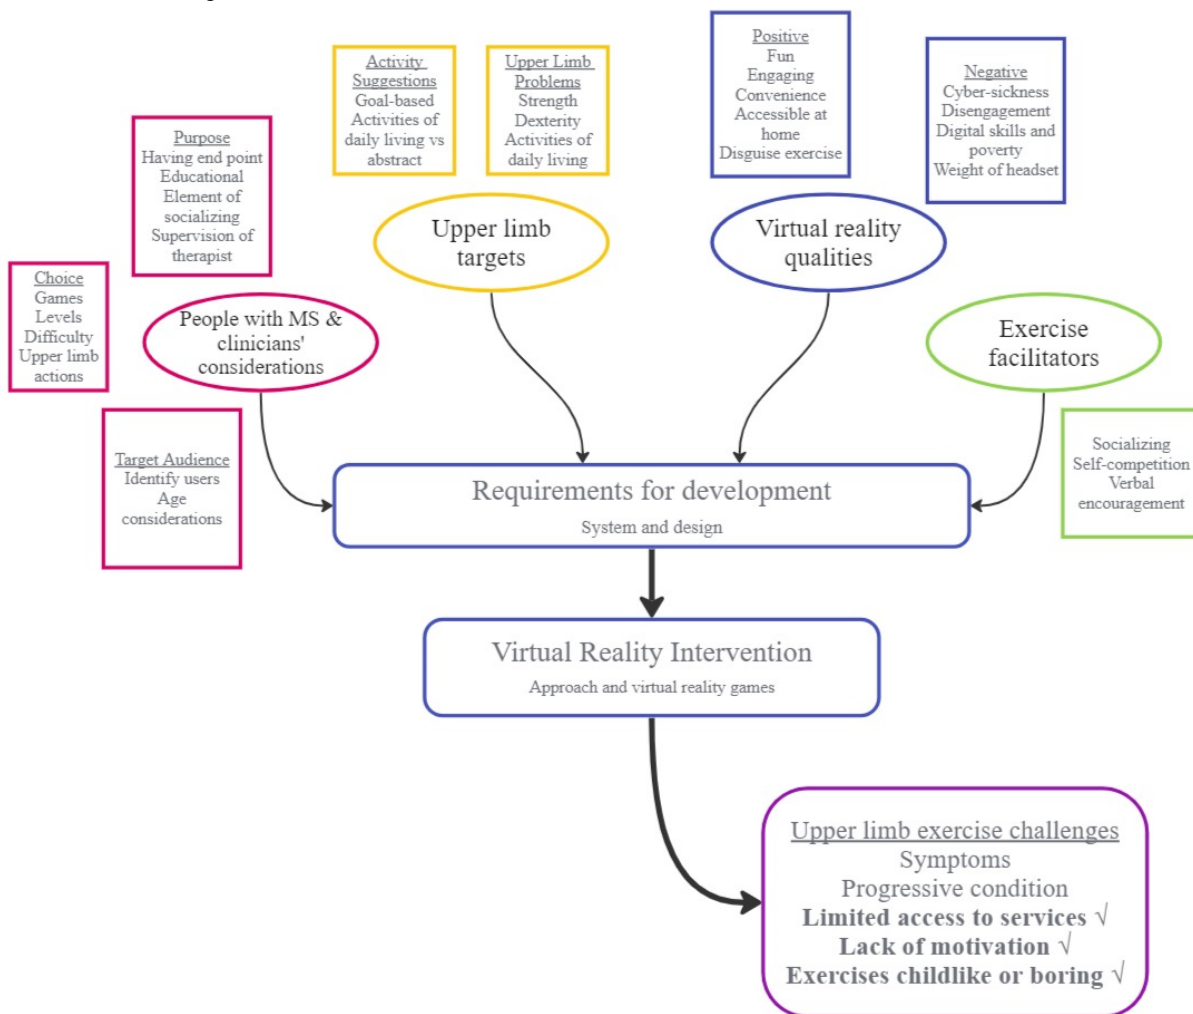 Positive
Fun
Engaging
Convenience
Accessible at
home
Disguise exercise
Activity
Suggestions
Goal-based
Activities of
daily living vs
abstract
Upper Limb
Problems
Strength
Dexterity
Activities of
daily living
Negative
Cyber-sickness
Disengagement
Digital skills and
poverty
Weight of headset
Purpose
Having end point
Educational
Element of
socializing
Supervision of
therapist
Upper limb
targets
Virtual reality
qualities
Choice
Games
Levels
Difficulty
Upper limb
actions
People with MS &
clinicians'
considerations
Exercise
facilitators
Target Audience
Identify users
Age
considerations
Socializing
Self-competition
Verbal
encouragement
Requirements for development
System and design
Virtual Reality Intervention
Approach and virtual reality games
Upper limb exercise challenges
Symptoms
Progressive condition
Limited access to services √
Lack of motivation √
Exercises childlike or boring √